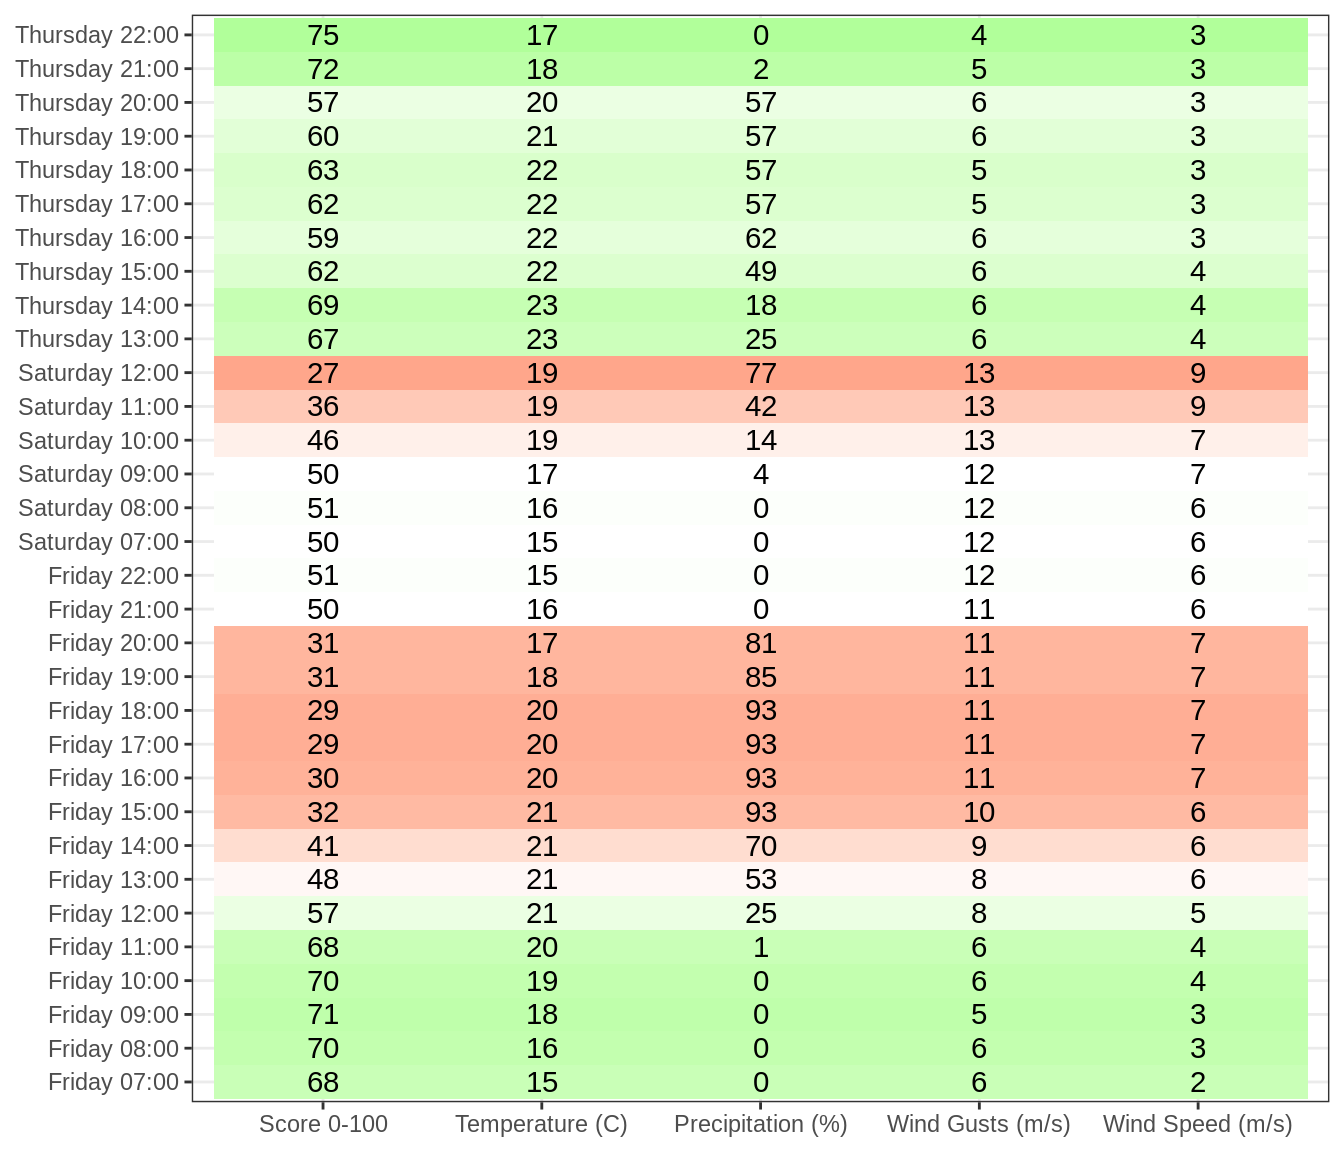 Thursday 22:00 75 17 0 4 3
Thursday 21:00 72 18 2 5 3
Thursday 20:00 57 20 57 6 3
Thursday 19:00 60 21 57 6 3
Thursday 18:00 63 22 57 5 3
Thursday 17:00 62 22 57 5 3
Thursday 16:00 59 22 62 6 3
Thursday 15:00 62 22 49 6 4
Thursday 14:00 69 23 18 6 4
Thursday 13:00 67 23 25 6 4
Saturday 12:00 27 19 77 13 9
Saturday 11:00 36 19 42 13 9
Saturday 10:00 46 19 14 13 7
Saturday 09:00 50 17 4 12 7
Saturday 08:00 51 16 0 12 6
Saturday 07:00 50 15 0 12 6
Friday 22:00 51 15 0 12 6
Friday 21:00 50 16 0 11 6
Friday 20:00 31 17 81 11 7
Friday 19:00 31 18 85 11 7
Friday 18:00 29 20 93 11 7
Friday 17:00 29 20 93 11 7
Friday 16:00 30 20 93 11 7
Friday 15:00 32 21 93 10 6
Friday 14:00 41 21 70 9 6
Friday 13:00 48 21 53 8 6
Friday 12:00 57 21 25 8 5
Friday 11:00 68 20 1 6 4
Friday 10:00 70 19 0 6 4
Friday 09:00 71 18 0 5 3
Friday 08:00 70 16 0 6 3
Friday 07:00 68 15 0 6 2
Score 0-100 Temperature (C) Precipitation (%) Wind Gusts (m/s) Wind Speed (m/s)